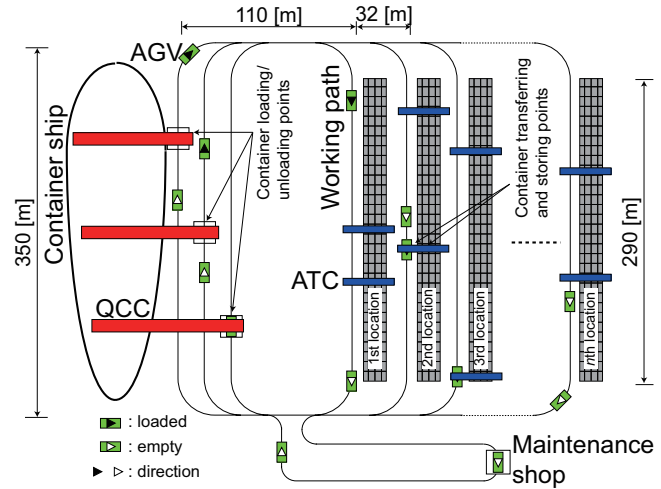 110 [m]
32 [m]
AGV
Container ship
350 [m]
Container loading/
unloading points
Working path
Container transferring
and storing points
290 [m]
QCC
ATC
1st location
2nd location
3rd location
nth location
: loaded
: empty
: direction
Maintenance
shop